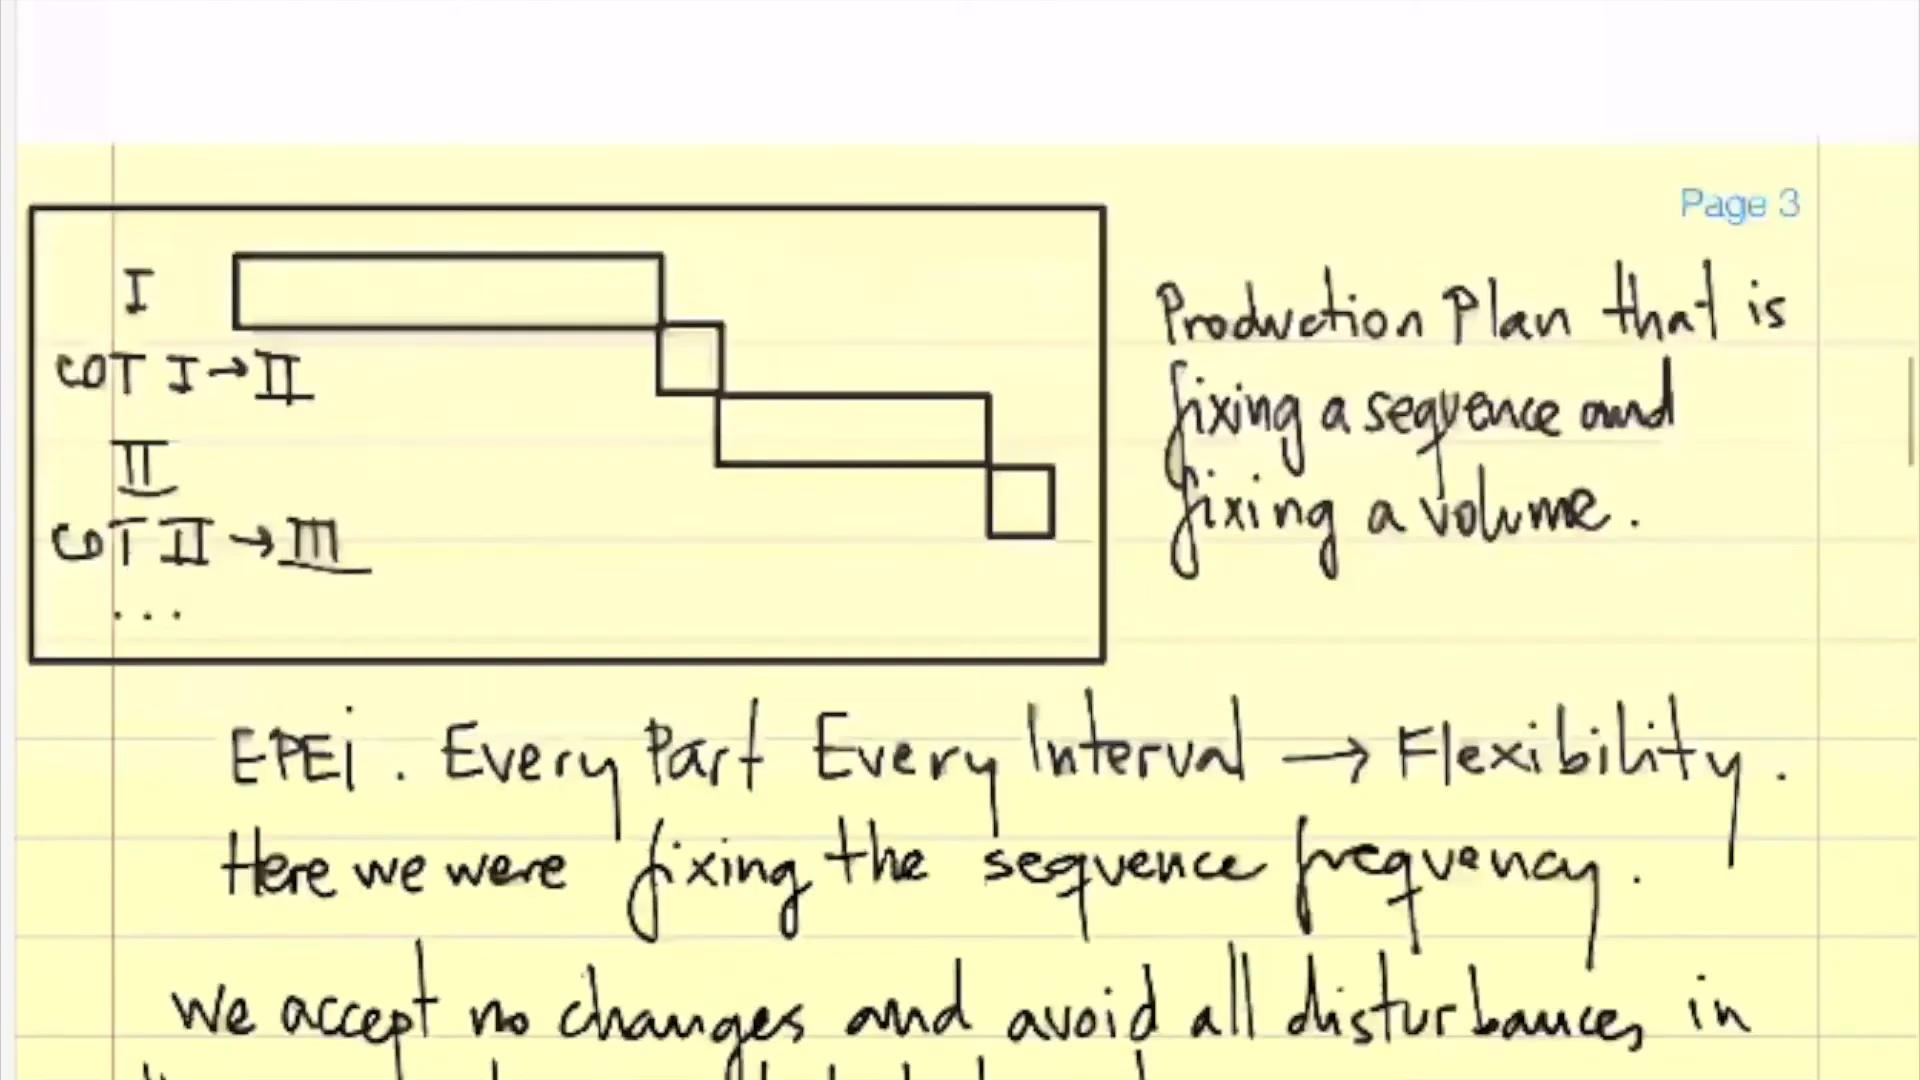 Page 3
I
COT I → II
II
COT II → III
...
Production Plan that is
fixing a sequence and
fixing a volume.
EPEi. Every Part Every Interval → Flexibility.
Here we were fixing the sequence frequency.
We accept no changes and avoid all disturbances in